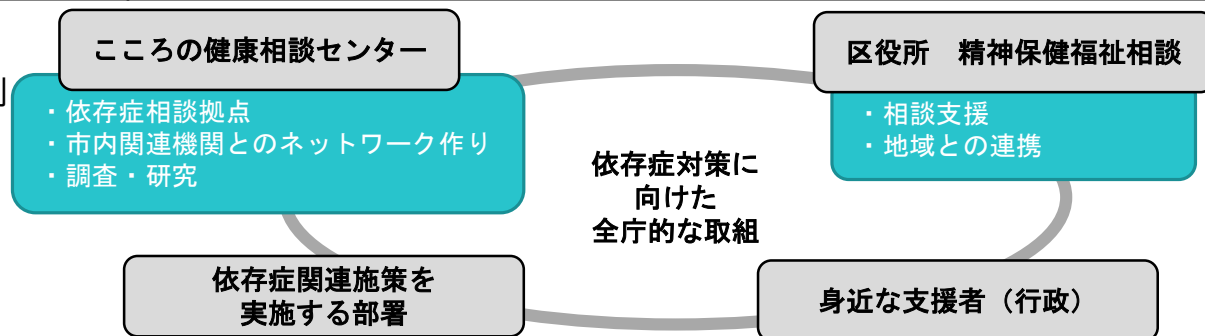 こころの健康相談センター
・依存症相談拠点
・市内関連機関とのネットワーク作り
・調査・研究
区役所　精神保健福祉相談
・相談支援
・地域との連携
依存症対策に
向けた
全庁的な取組
依存症関連施策を
実施する部署
身近な支援者（行政）